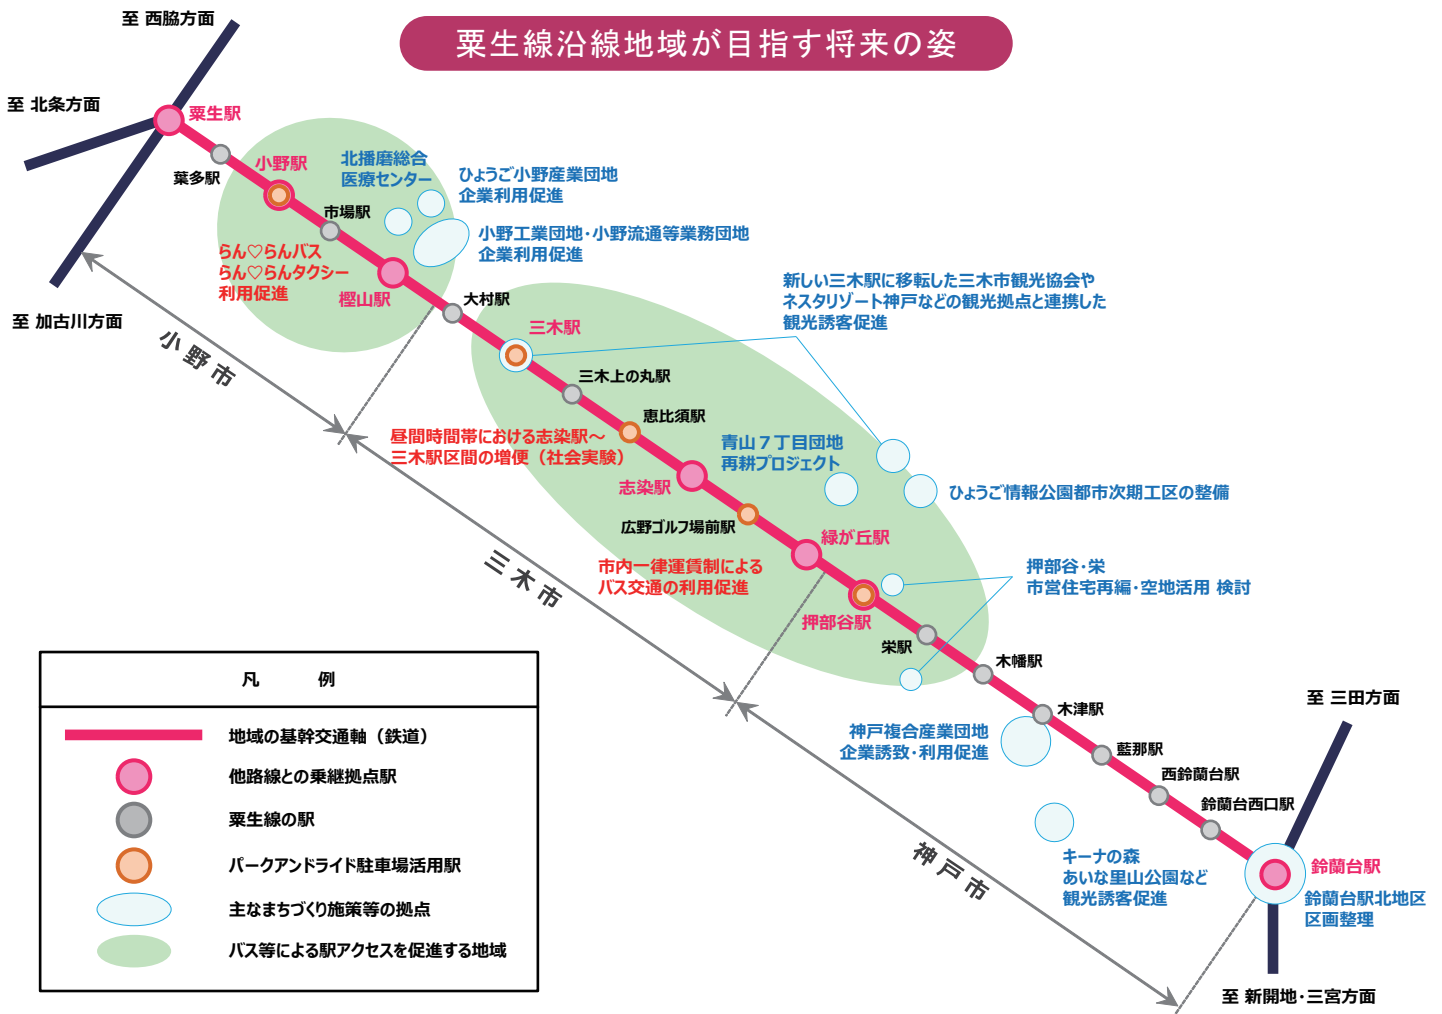 粟生線沿線地域が目指す将来の姿
至 西脇方面
至 北条方面
粟生駅
葉多駅
小野駅
北播磨総合
医療センター
ひょうご小野産業団地
企業利用促進
市場駅
小野工業団地・小野流通等業務団地
企業利用促進
らん♡らんバス
らん♡らんタクシー
利用促進
樫山駅
大村駅
至 加古川方面
小野市
新しい三木駅に移転した三木市観光協会や
ネスタリゾート神戸などの観光拠点と連携した
観光誘客促進
三木駅
三木上の丸駅
恵比須駅
昼間時間帯における志染駅～
三木駅区間の増便（社会実験）
青山７丁目団地
再耕プロジェクト
志染駅
ひょうご情報公園都市次期工区の整備
広野ゴルフ場前駅
緑が丘駅
三木市
市内一律運賃制による
バス交通の利用促進
押部谷・栄
市営住宅再編・空地活用 検討
押部谷駅
栄駅
木幡駅
木津駅
至 三田方面
神戸複合産業団地
企業誘致・利用促進
藍那駅
西鈴蘭台駅
鈴蘭台西口駅
神戸市
キーナの森
あいな里山公園など
観光誘客促進
鈴蘭台駅
鈴蘭台駅北地区
区画整理
至 新開地・三宮方面
凡　例
地域の基幹交通軸（鉄道）
他路線との乗継拠点駅
粟生線の駅
パークアンドライド駐車場活用駅
主なまちづくり施策等の拠点
バス等による駅アクセスを促進する地域